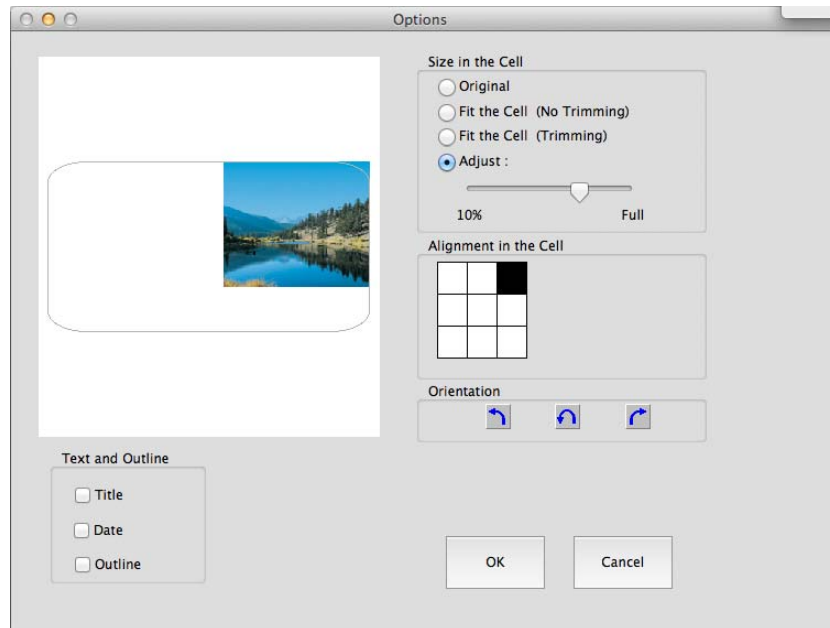 Options
Size in the Cell
Original
Fit the Cell (No Trimming)
Fit the Cell (Trimming)
Adjust :
10% Full
Alignment in the Cell
Orientation
Text and Outline
Title
Date
Outline
OK Cancel